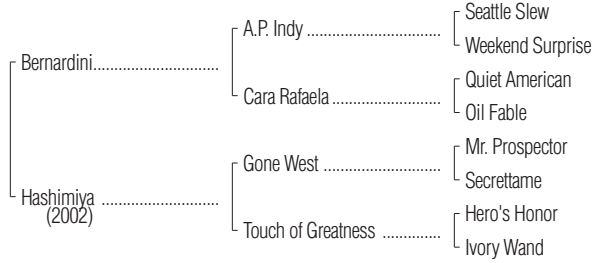 Seattle Slew
A.P. Indy ............................
Weekend Surprise
Bernardini..........................
Quiet American
Cara Rafaela ......................
Oil Fable
Mr. Prospector
Gone West ........................
Secrettame
Hashimiya ........................
(2002)
Hero's Honor
Touch of Greatness ............
Ivory Wand